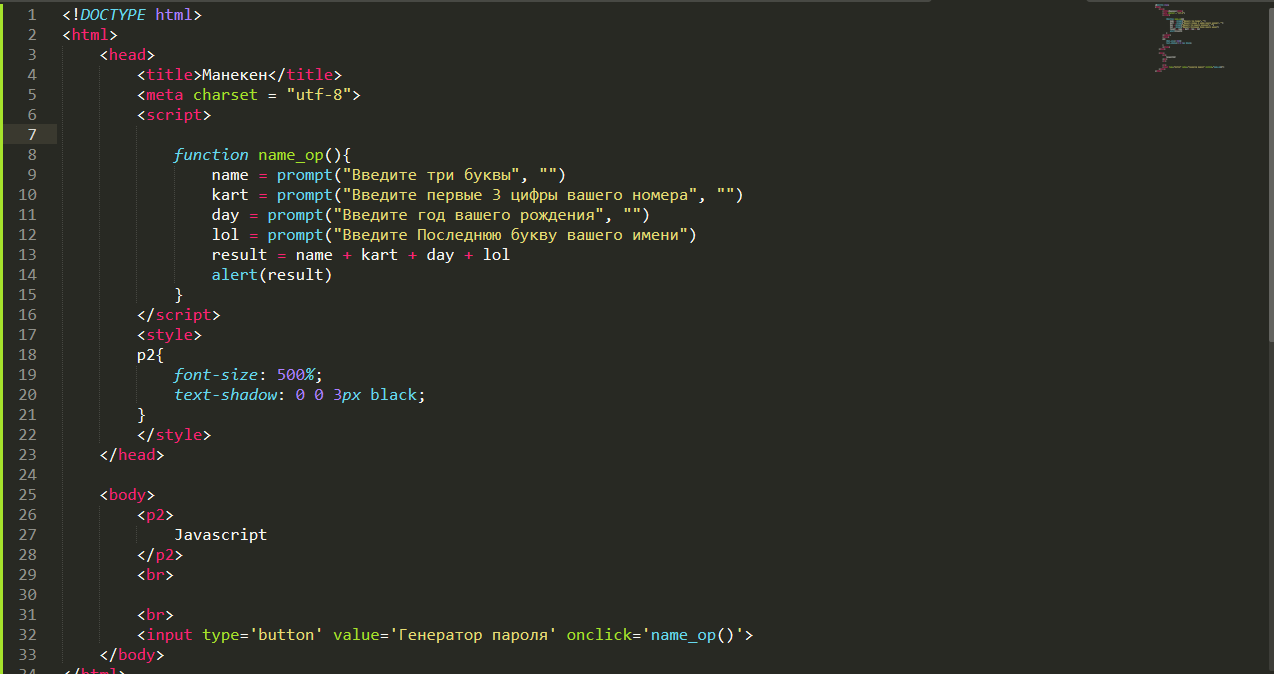 1 <!DOCTYPE html>
2 <html>
3 <head>
4 <title>Манекен</title>
5 <meta charset = "utf-8">
6 <script>
7
8 function name_op(){
9 name = prompt("Введите три буквы", "")
10 kart = prompt("Введите первые 3 цифры вашего номера", "")
11 day = prompt("Введите год вашего рождения", "")
12 lol = prompt("Введите Последнюю букву вашего имени")
13 result = name + kart + day + lol
14 alert(result)
15 }
16 </script>
17 <style>
18 p2{
19 font-size: 500%;
20 text-shadow: 0 0 3px black;
21 }
22 </style>
23 </head>
24
25 <body>
26 <p2>
27 Javascript
28 </p2>
29 <br>
30
31 <br>
32 <input type='button' value='Генератор пароля' onclick='name_op()'>
33 </body>
34 </html>